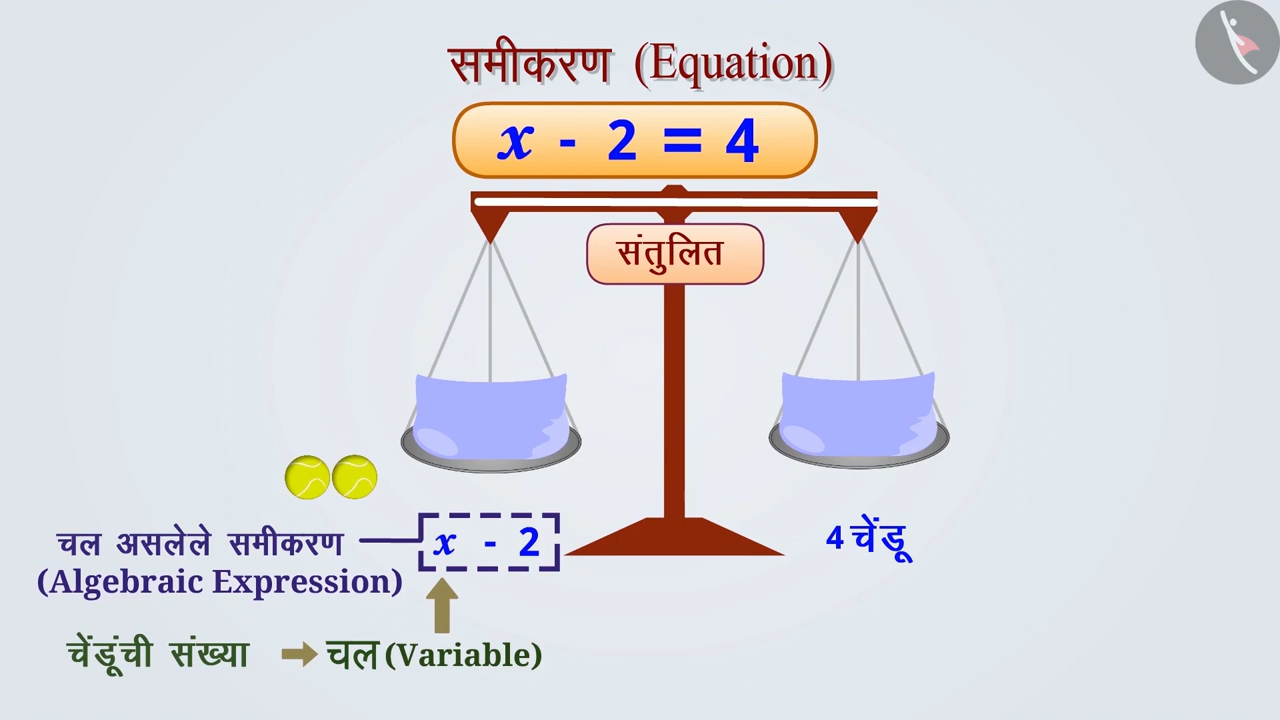 समीकरण (Equation)
x - 2 = 4
संतुलित
चल असलेले समीकरण
(Algebraic Expression)
x - 2
4 चेंडू
चेंडूंची संख्या ➡ चल (Variable)